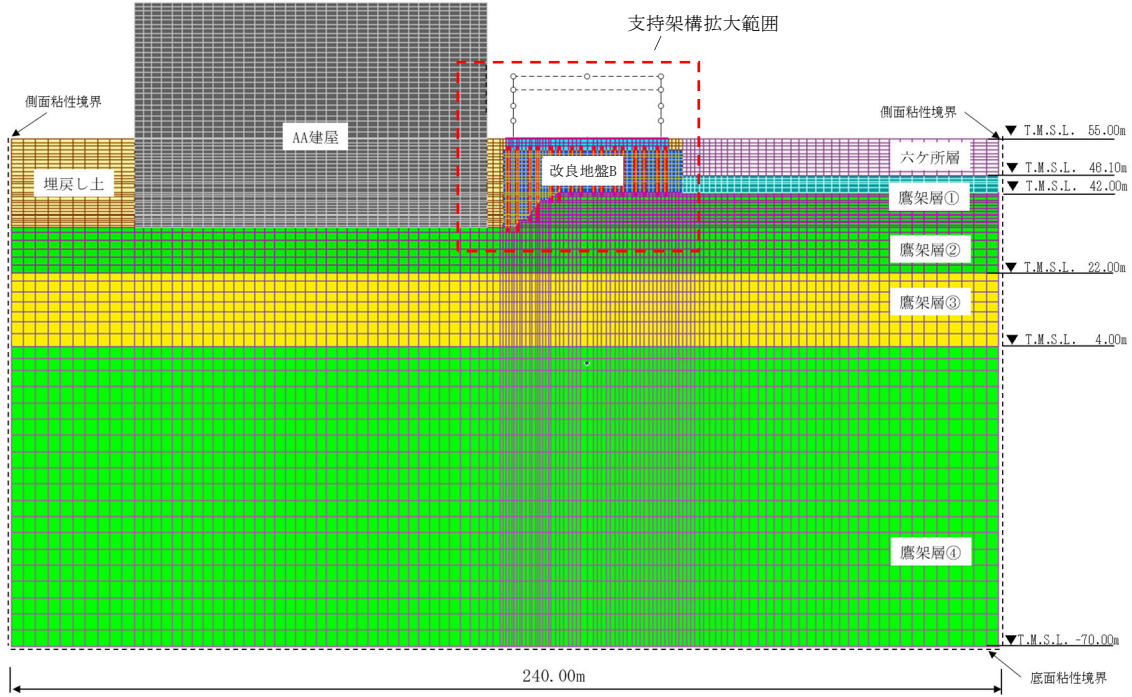 支持架構拡大範囲
側面粘性境界
側面粘性境界
AA建屋
▼ T.M.S.L. 55.00m
六ケ所層
▼ T.M.S.L. 46.10m
改良地盤B
埋戻し土
▼ T.M.S.L. 42.00m
鷹架層①
鷹架層②
▼ T.M.S.L. 22.00m
鷹架層③
▼ T.M.S.L. 4.00m
鷹架層④
▼T.M.S.L. -70.00m
240.00m
底面粘性境界